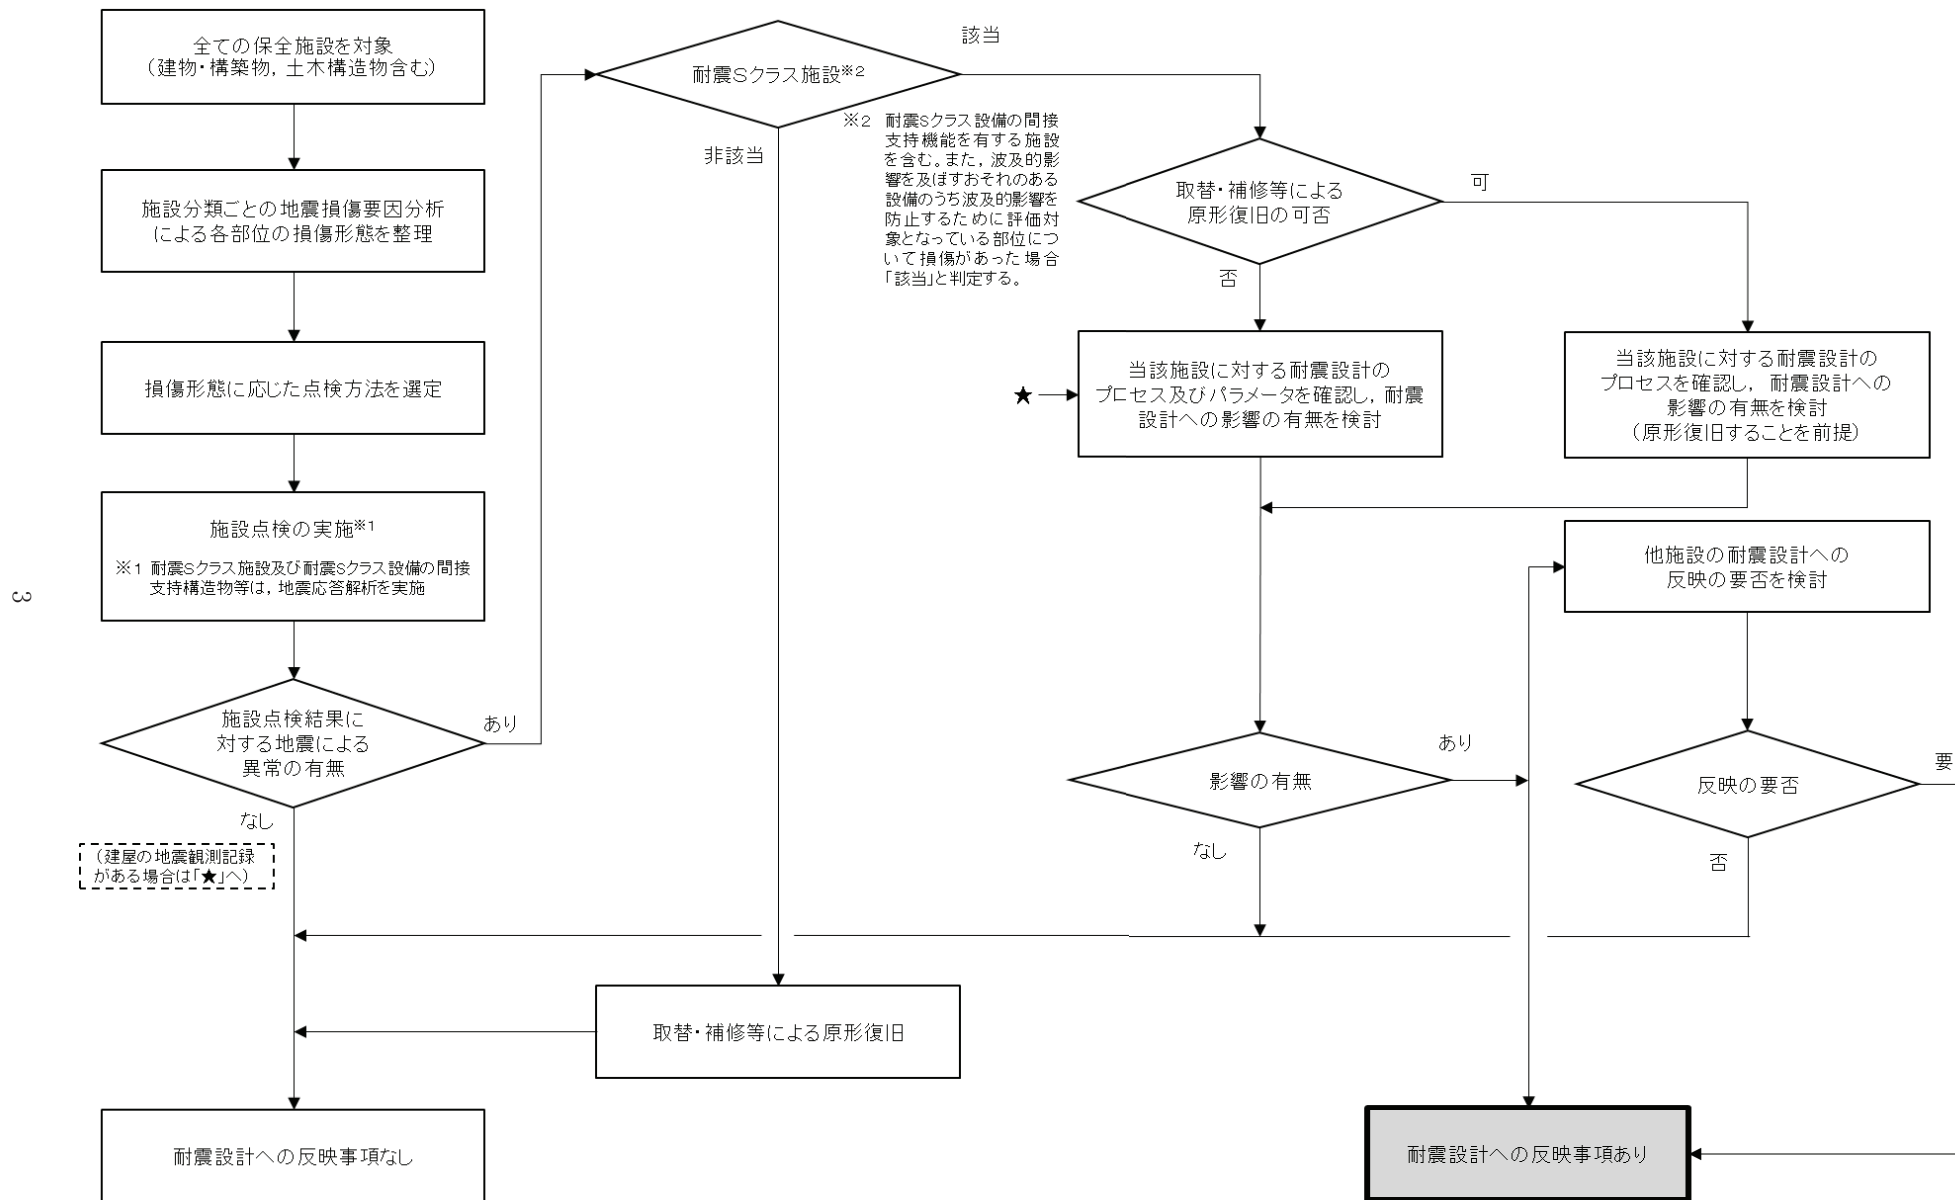 全ての保全施設を対象
（建物・構築物，土木構造物含む）
施設分類ごとの地震損傷要因分析
による各部位の損傷形態を整理
損傷形態に応じた点検方法を選定
施設点検の実施※1
※1 耐震Sクラス施設及び耐震Sクラス設備の間接
支持構造物等は，地震応答解析を実施
施設点検結果に
対する地震による
異常の有無
あり
なし
（建屋の地震観測記録
がある場合は「★」へ）
耐震設計への反映事項なし
耐震Ｓクラス施設※2
該当
非該当
※2 耐震Sクラス設備の間接
支持機能を有する施設
を含む。また，波及的影
響を及ぼすおそれのある
設備のうち波及的影響を
防止するために評価対
象となっている部位につ
いて損傷があった場合
「該当」と判定する。
取替・補修等による原形復旧
取替・補修等による
原形復旧の可否
可
否
★
当該施設に対する耐震設計の
プロセス及びパラメータを確認し，耐震
設計への影響の有無を検討
当該施設に対する耐震設計の
プロセスを確認し，耐震設計への
影響の有無を検討
（原形復旧することを前提）
影響の有無
あり
なし
他施設の耐震設計への
反映の要否を検討
反映の要否
要
否
耐震設計への反映事項あり
3